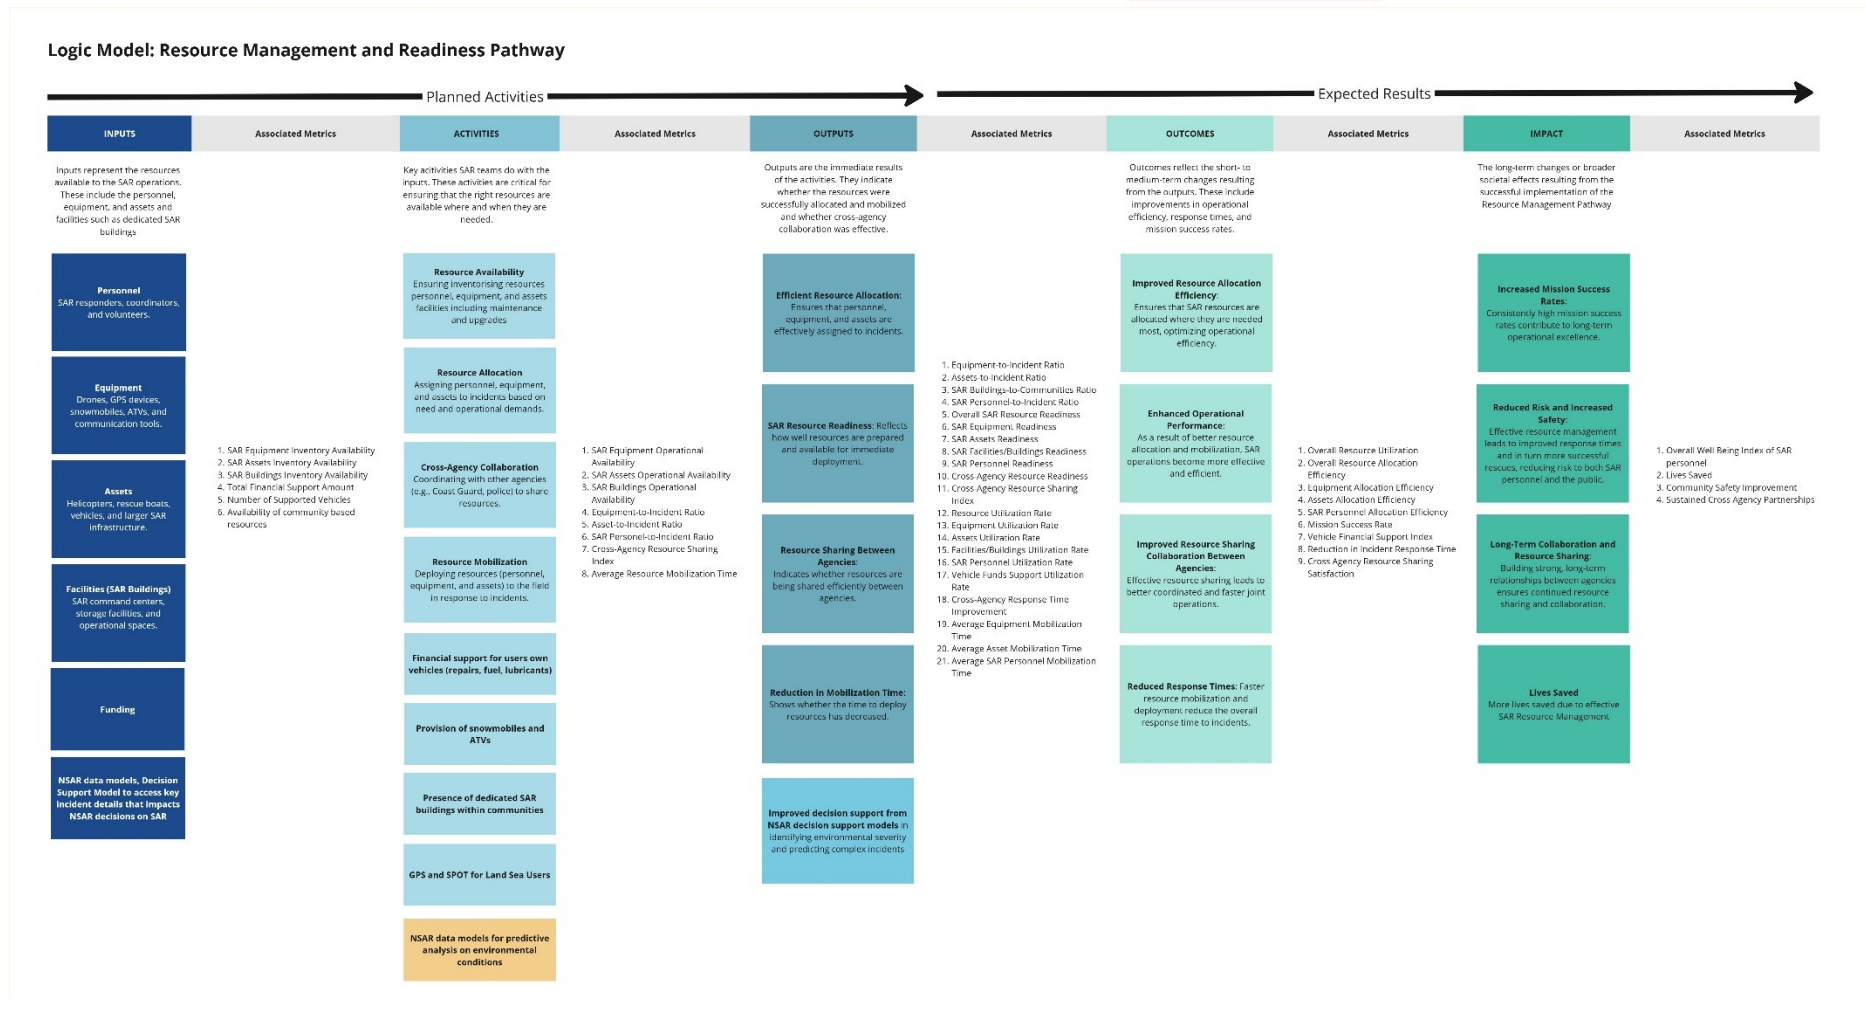 Logic Model: Resource Management and Readiness Pathway
Planned Activities
Expected Results
INPUTS
Associated Metrics
ACTIVITIES
Associated Metrics
OUTPUTS
Associated Metrics
OUTCOMES
Associated Metrics
IMPACT
Associated Metrics
Inputs represent the resources
available to the SAR operations.
These include the personnel,
equipment, and assets and
facilities such as dedicated SAR
buildings
Personnel
SAR responders, coordinators,
and volunteers.
Equipment
Drones, GPS devices,
snowmobiles, ATVs, and
communication tools.
Assets
Helicopters, rescue boats,
vehicles, and larger SAR
infrastructure.
Facilities (SAR Buildings)
SAR command centers,
storage facilities, and
operational spaces.
Funding
NSAR data models, Decision
Support Model to access key
incident details that impacts
NSAR decisions on SAR
1. SAR Equipment Inventory Availability
2. SAR Assets Inventory Availability
3. SAR Buildings Inventory Availability
4. Total Financial Support Amount
5. Number of Supported Vehicles
6. Availability of community based
resources
Key acitivities SAR teams do with the
inputs. These activities are critical for
ensuring that the right resources are
available where and when they are
needed.
Resource Availability
Ensuring inventorising resources
personnel, equipment, and assets
facilities including maintenance
and upgrades
Resource Allocation
Assigning personnel, equipment,
and assets to incidents based on
need and operational demands.
Cross-Agency Collaboration
Coordinating with other agencies
(e.g., Coast Guard, police) to share
resources.
Resource Mobilization
Deploying resources (personnel,
equipment, and assets) to the field
in response to incidents.
Financial support for users own
vehicles (repairs, fuel, lubricants)
Provision of snowmobiles and
ATVs
Presence of dedicated SAR
buildings within communities
GPS and SPOT for Land Sea Users
NSAR data models for predictive
analysis on environmental
conditions
1. SAR Equipment Operational
Availability
2. SAR Assets Operational Availability
3. SAR Buildings Operational
Availability
4. Equipment-to-Incident Ratio
5. Asset-to-Incident Ratio
6. SAR Personel-to-Incident Ratio
7. Cross-Agency Resource Sharing
Index
8. Average Resource Mobilization Time
Outputs are the immediate results
of the activities. They indicate
whether the resources were
successfully allocated and mobilized
and whether cross-agency
collaboration was effective.
Efficient Resource Allocation:
Ensures that personnel,
equipment, and assets are
effectively assigned to incidents.
SAR Resource Readiness: Reflects
how well resources are prepared
and available for immediate
deployment.
Resource Sharing Between
Agencies:
Indicates whether resources are
being shared efficiently between
agencies.
Reduction in Mobilization Time:
Shows whether the time to deploy
resources has decreased.
Improved decision support from
NSAR decision support models in
identifying environmental severity
and predicting complex incidents
1. Equipment-to-Incident Ratio
2. Assets-to-Incident Ratio
3. SAR Buildings-to-Communities Ratio
4. SAR Personnel-to-Incident Ratio
5. Overall SAR Resource Readiness
6. SAR Equipment Readiness
7. SAR Assets Readiness
8. SAR Facilities/Buildings Readiness
9. SAR Personnel Readiness
10. Cross-Agency Resource Readiness
11. Cross-Agency Resource Sharing
Index
12. Resource Utilization Rate
13. Equipment Utilization Rate
14. Assets Utilization Rate
15. Facilities/Buildings Utilization Rate
16. SAR Personnel Utilization Rate
17. Vehicle Funds Support Utilization
Rate
18. Cross-Agency Response Time
Improvement
19. Average Equipment Mobilization
Time
20. Average Asset Mobilization Time
21. Average SAR Personnel Mobilization
Time
Outcomes reflect the short- to
medium-term changes resulting
from the outputs. These include
improvements in operational
efficiency, response times, and
mission success rates.
Improved Resource Allocation
Efficiency:
Ensures that SAR resources are
allocated where they are needed
most, optimizing operational
efficiency.
Enhanced Operational
Performance:
As a result of better resource
allocation and mobilization, SAR
operations become more effective
and efficient.
Improved Resource Sharing
Collaboration Between
Agencies:
Effective resource sharing leads to
better coordinated and faster joint
operations.
Reduced Response Times: Faster
resource mobilization and
deployment reduce the overall
response time to incidents.
1. Overall Resource Utilization
2. Overall Resource Allocation
Efficiency
3. Equipment Allocation Efficiency
4. Assets Allocation Efficiency
5. SAR Personnel Allocation Efficiency
6. Mission Success Rate
7. Vehicle Financial Support Index
8. Reduction in Incident Response Time
9. Cross Agency Resource Sharing
Satisfaction
The long-term changes or broader
societal effects resulting from the
successful implementation of the
Resource Management Pathway
Increased Mission Success
Rates:
Consistently high mission success
rates contribute to long-term
operational excellence.
Reduced Risk and Increased
Safety:
Effective resource management
leads to improved response times
and in turn more successful
rescues, reducing risk to both SAR
personnel and the public.
Long-Term Collaboration and
Resource Sharing:
Building strong, long-term
relationships between agencies
ensures continued resource
sharing and collaboration.
Lives Saved
More lives saved due to effective
SAR Resource Management
1. Overall Well Being Index of SAR
personnel
2. Lives Saved
3. Community Safety Improvement
4. Sustained Cross Agency Partnerships